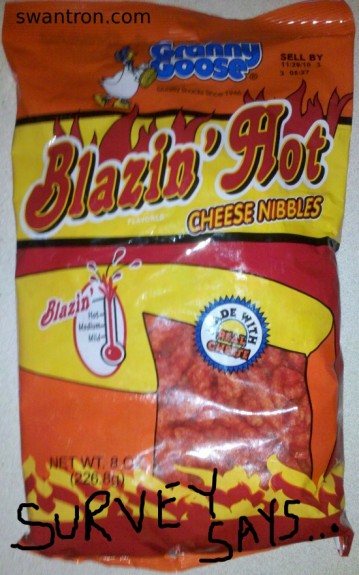 swantron.com
Granny
Goose®
SELL BY
Blazin' Hot
FLAVORED
CHEESE NIBBLES
Blazin'
Hot
Medium
Mild
MADE WITH
REAL
CHEESE
NET WT. 8 O
(226.8g)
SURVEY
SAYS...